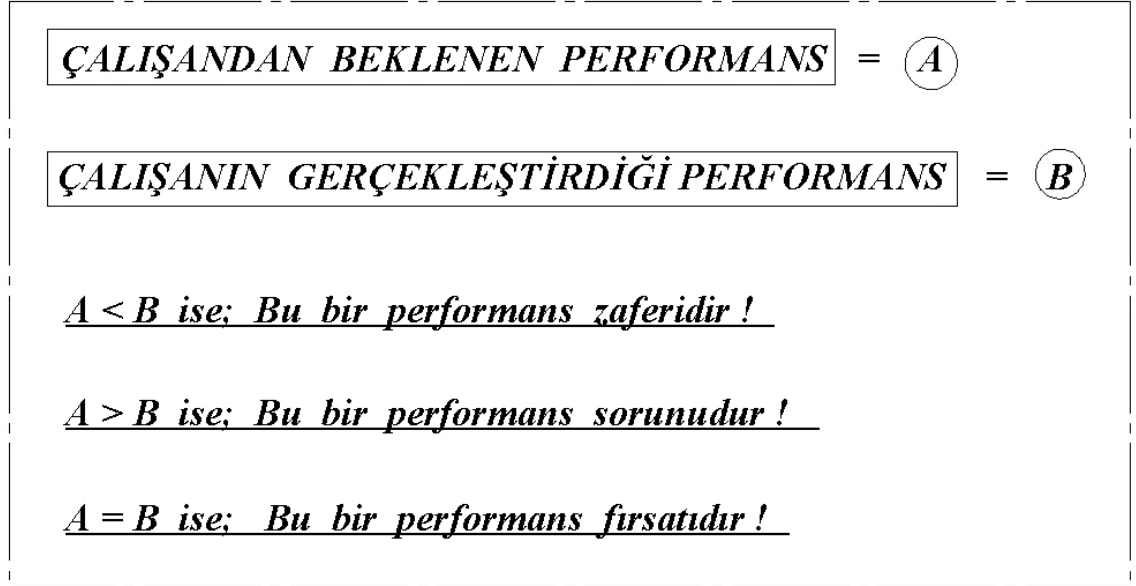 ÇALIŞANDAN BEKLENEN PERFORMANS = A
ÇALIŞANIN GERÇEKLEŞTİRDİĞİ PERFORMANS = B
A < B ise; Bu bir performans zaferidir !
A > B ise; Bu bir performans sorunudur !
A = B ise; Bu bir performans fırsatıdır !